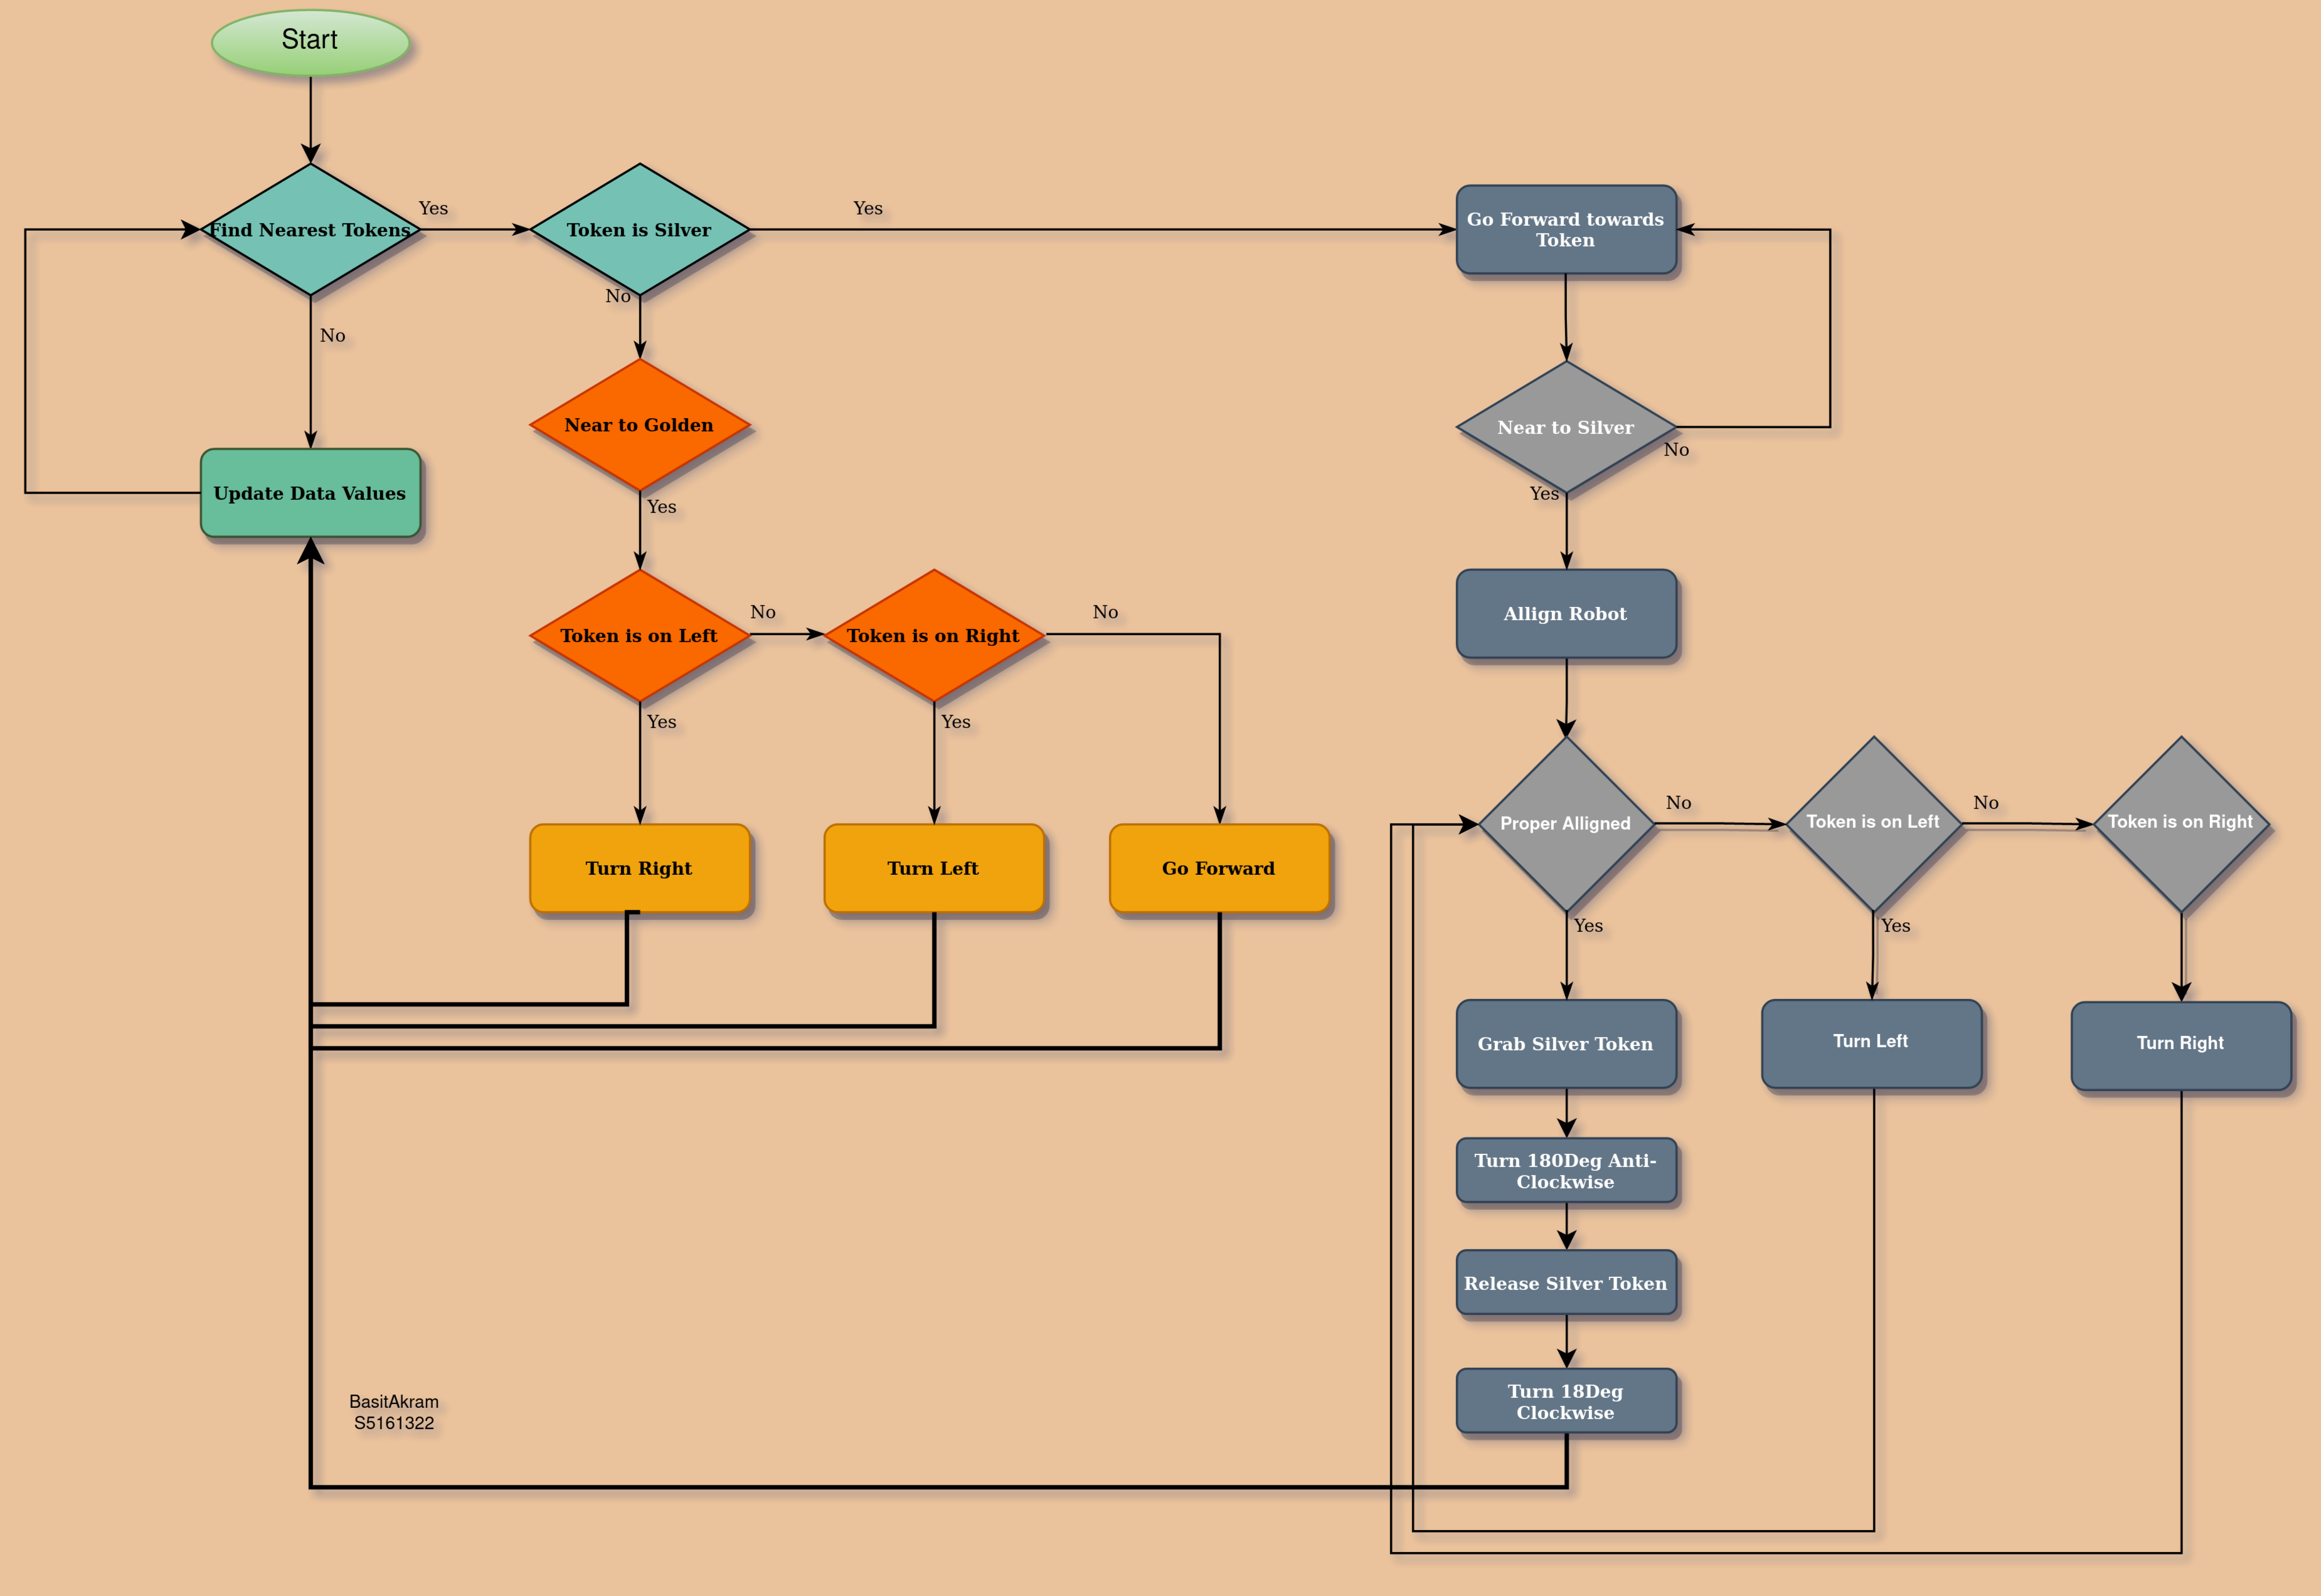 Start
Find Nearest Tokens
Yes
Token is Silver
Yes
Go Forward towards
Token
No
No
Near to Golden
Near to Silver
No
Update Data Values
Yes
Yes
Token is on Left
No
Token is on Right
No
Allign Robot
Yes
Yes
Turn Right
Turn Left
Go Forward
Proper Alligned
No
Token is on Left
No
Token is on Right
Yes
Yes
Grab Silver Token
Turn Left
Turn Right
Turn 180Deg Anti-
Clockwise
Release Silver Token
Turn 18Deg
Clockwise
BasitAkram
S5161322